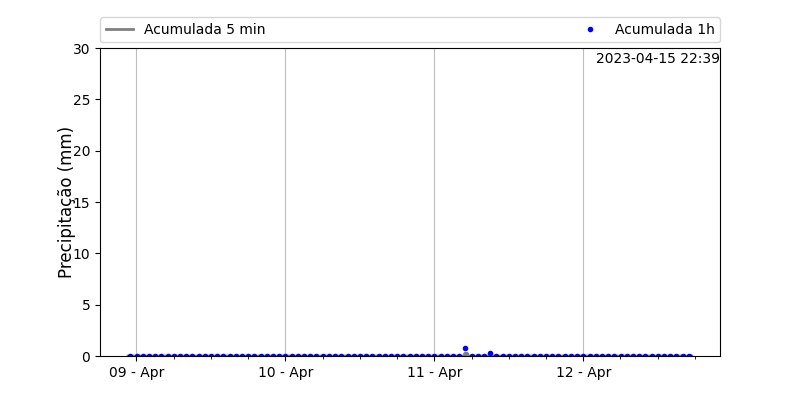 Acumulada 5 min
Acumulada 1h
2023-04-15 22:39
Precipitação (mm)
30
25
20
15
10
5
0
09 - Apr
10 - Apr
11 - Apr
12 - Apr